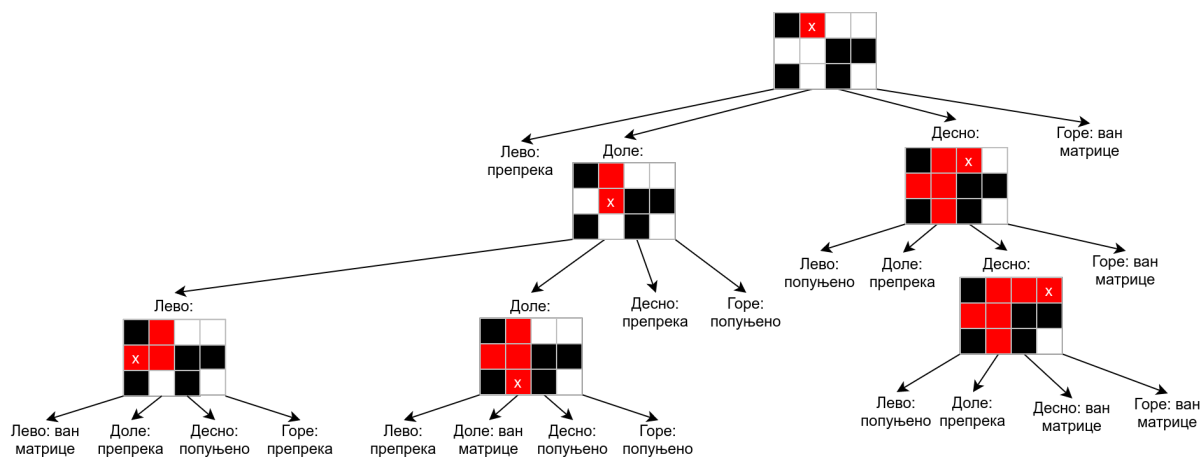 x
Лево:
препрека
Доле:
x
Десно:
x
Горе: ван
матрице
Лево:
x
Доле:
x
Десно:
препрека
Горе:
попуњено
Лево:
попуњено
Доле:
препрека
Десно:
x
Горе: ван
матрице
Лево: ван
матрице
Доле:
препрека
Десно:
попуњено
Горе:
препрека
Лево:
препрека
Доле: ван
матрице
Десно:
попуњено
Горе:
попуњено
Лево:
попуњено
Доле:
препрека
Десно: ван
матрице
Горе: ван
матрице